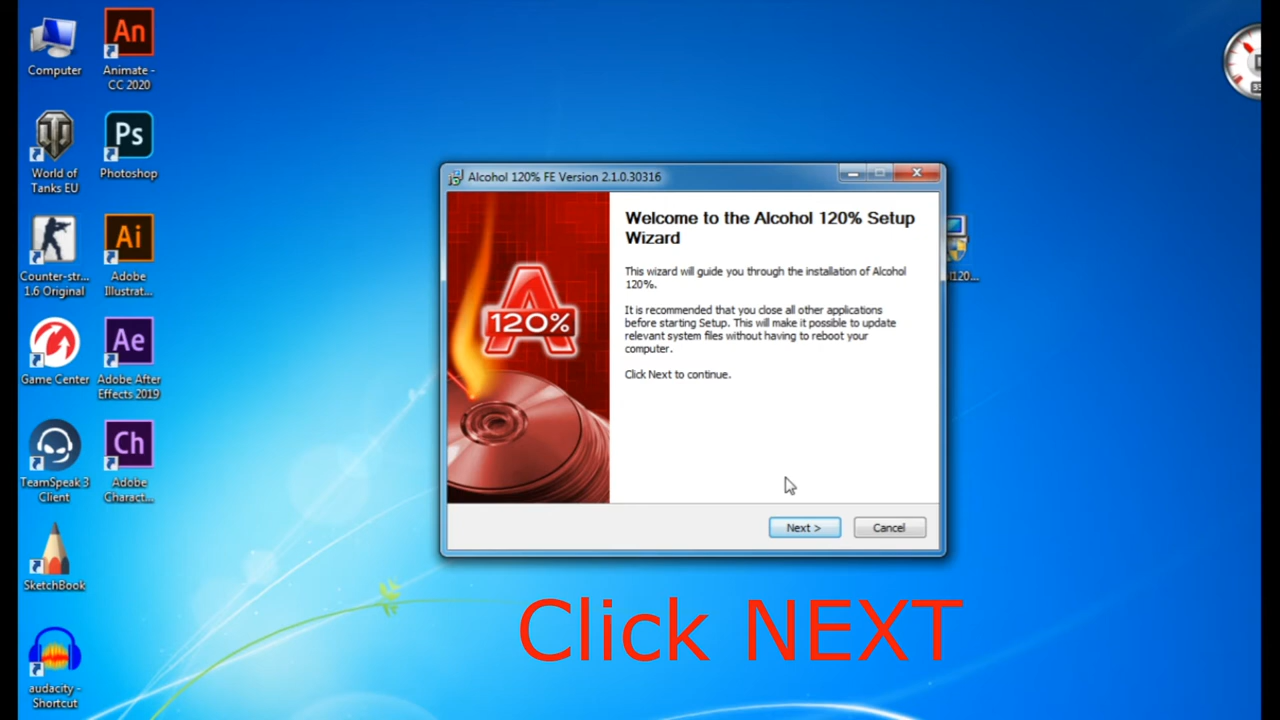 Computer
An
Animate -
CC 2020
World of
Tanks EU
Ps
Photoshop
Counter-str...
1.6 Original
Ai
Adobe
Illustrat...
Game Center
Ae
Adobe After
Effects 2019
TeamSpeak 3
Client
Ch
Adobe
Charact...
SketchBook
audacity -
Shortcut
Alcohol 120% FE Version 2.1.0.30316
120%
Welcome to the Alcohol 120% Setup
Wizard
This wizard will guide you through the installation of Alcohol
120%.
It is recommended that you close all other applications
before starting Setup. This will make it possible to update
relevant system files without having to reboot your
computer.
Click Next to continue.
Next >
Cancel
Click NEXT